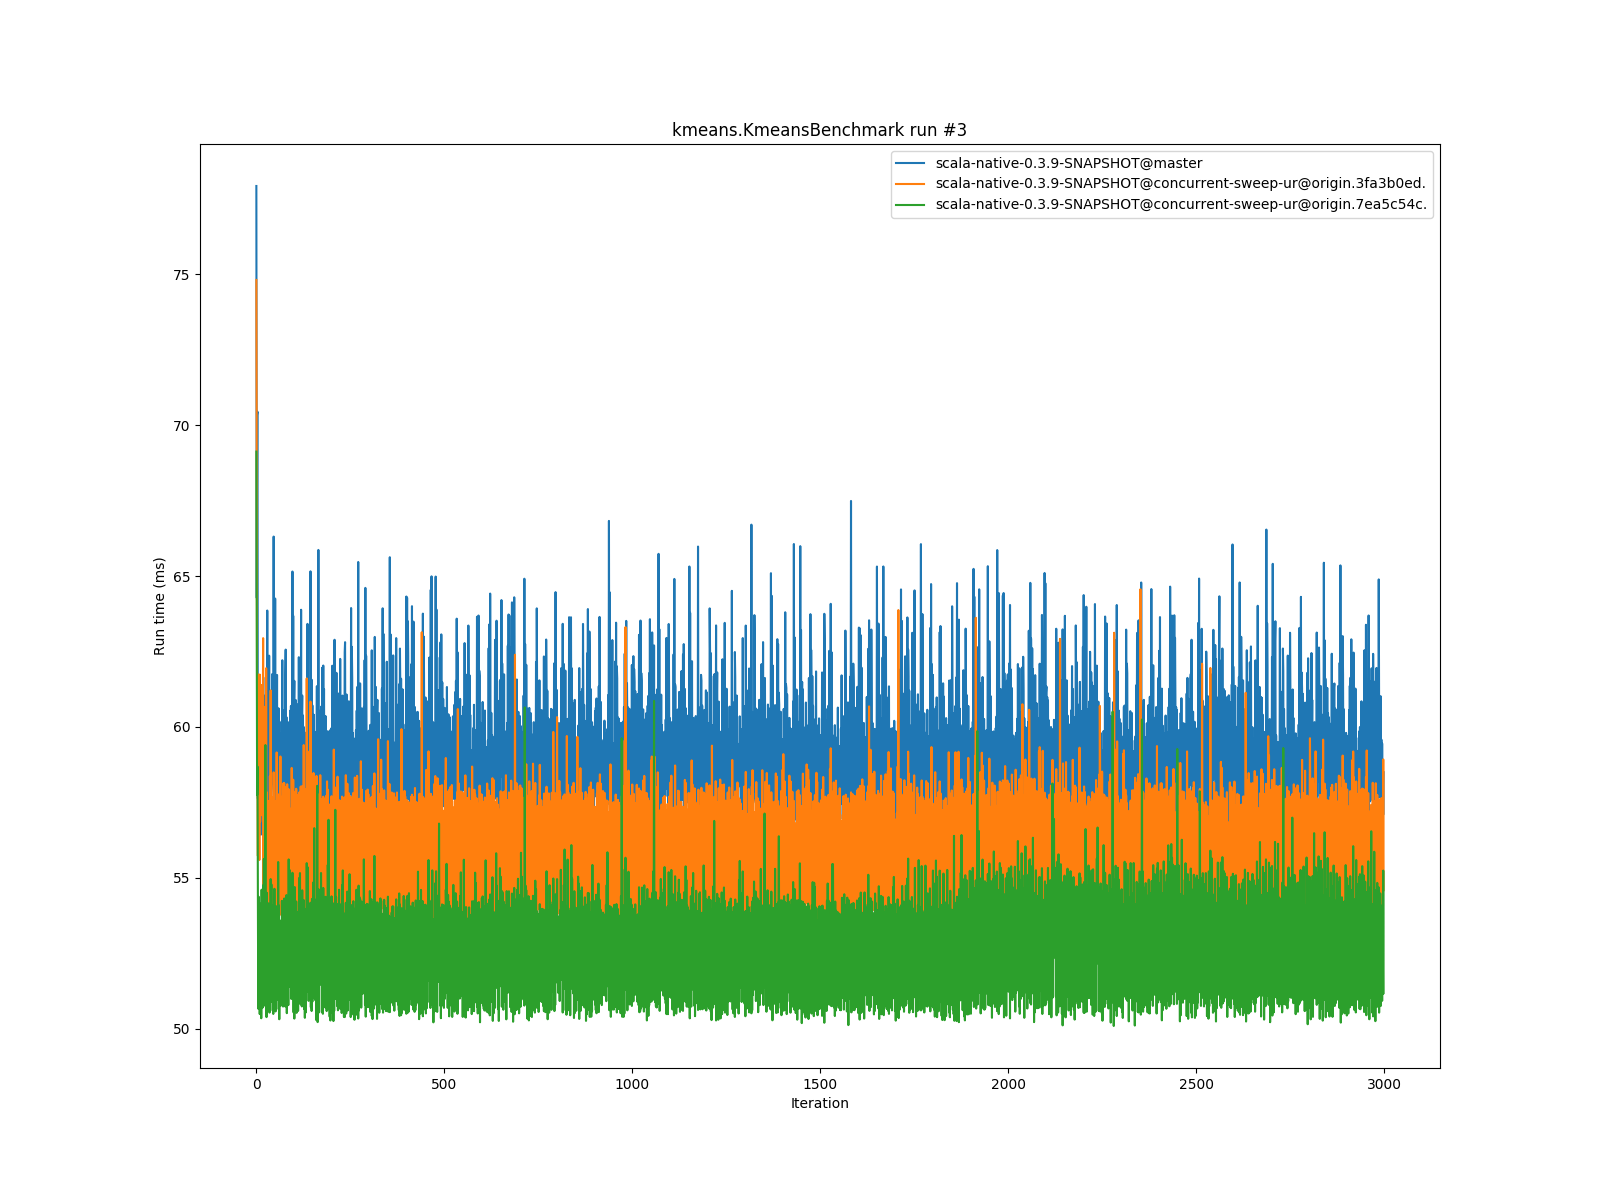 kmeans.KmeansBenchmark run #3
scala-native-0.3.9-SNAPSHOT@master
scala-native-0.3.9-SNAPSHOT@concurrent-sweep-ur@origin.3fa3b0ed.
scala-native-0.3.9-SNAPSHOT@concurrent-sweep-ur@origin.7ea5c54c.
75
70
65
60
55
50
Run time (ms)
0 500 1000 1500 2000 2500 3000
Iteration